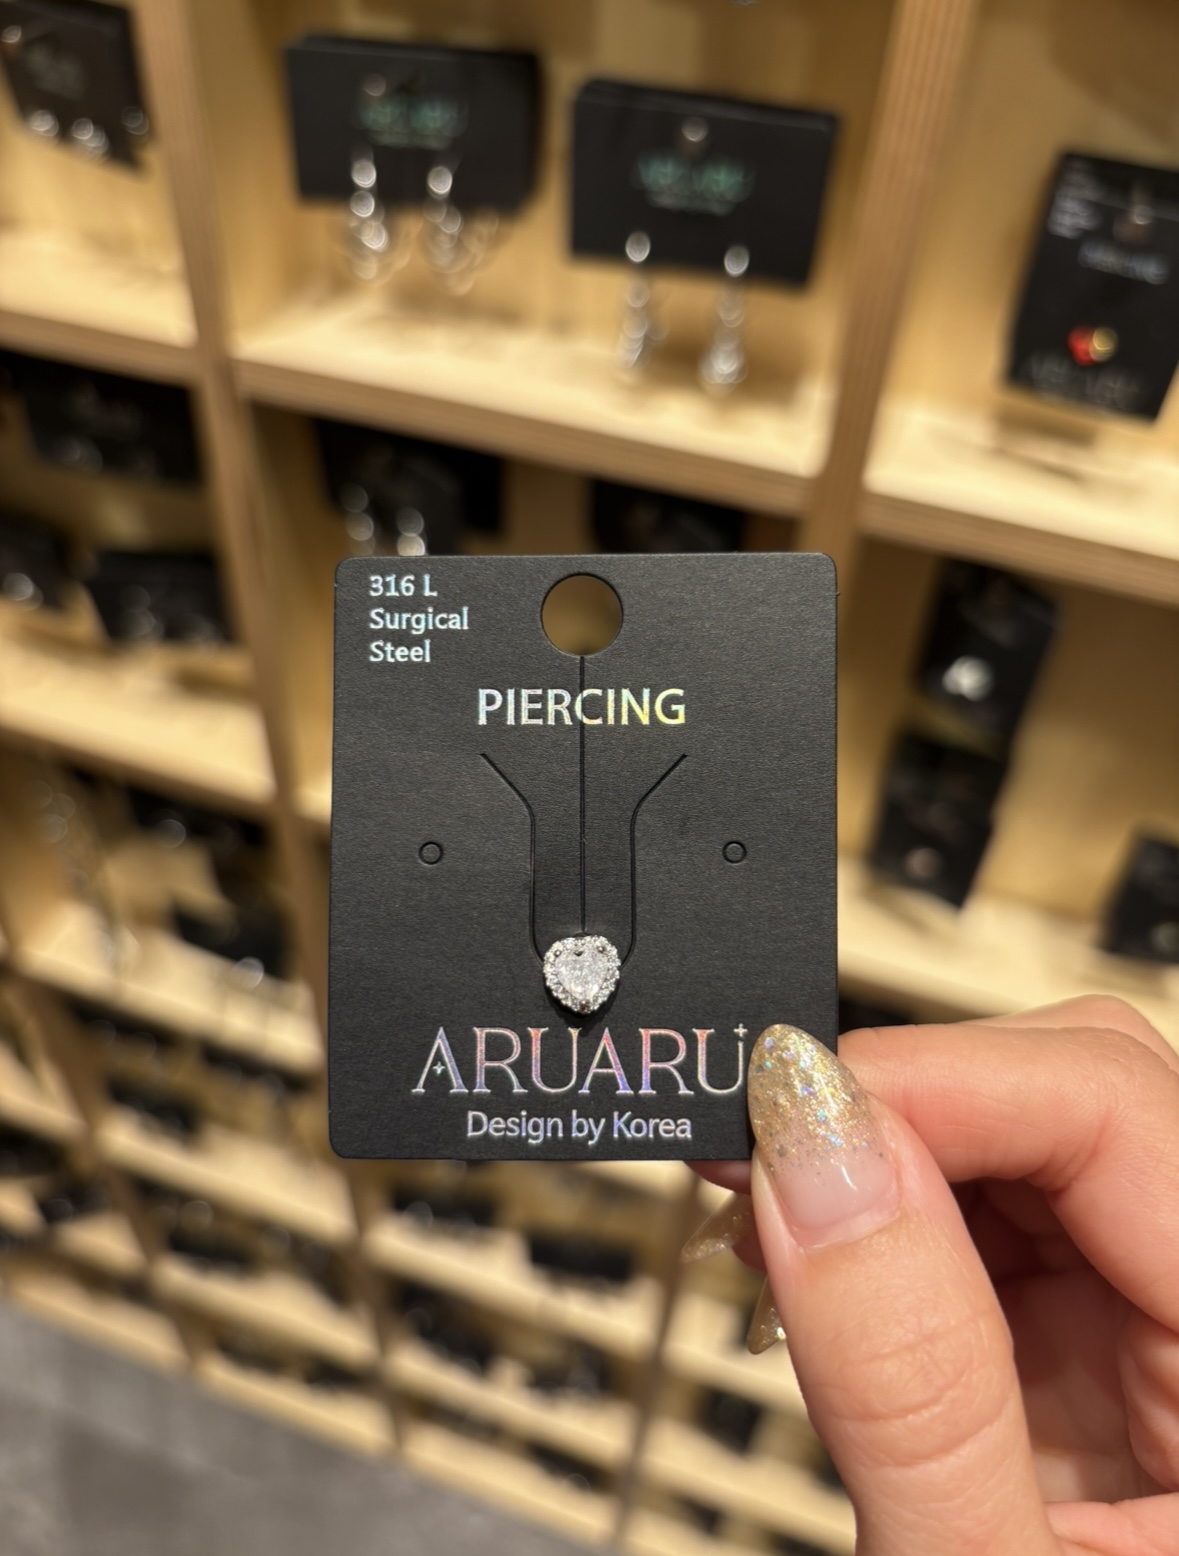 316 L
Surgical
Steel
PIERCING
ARUARU
Design by Korea